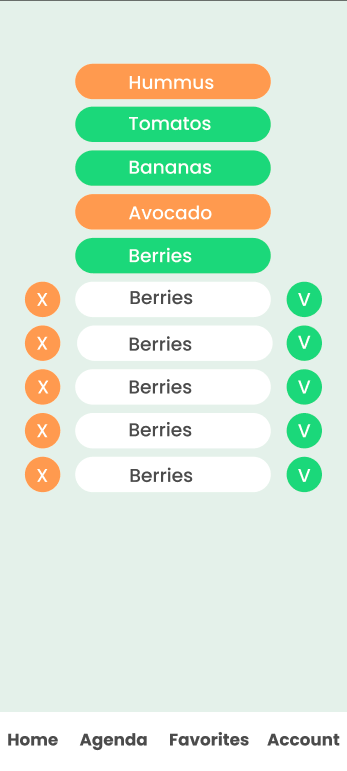 Hummus
Tomatos
Bananas
Avocado
Berries
X Berries V
X Berries V
X Berries V
X Berries V
X Berries V
Home Agenda Favorites Account